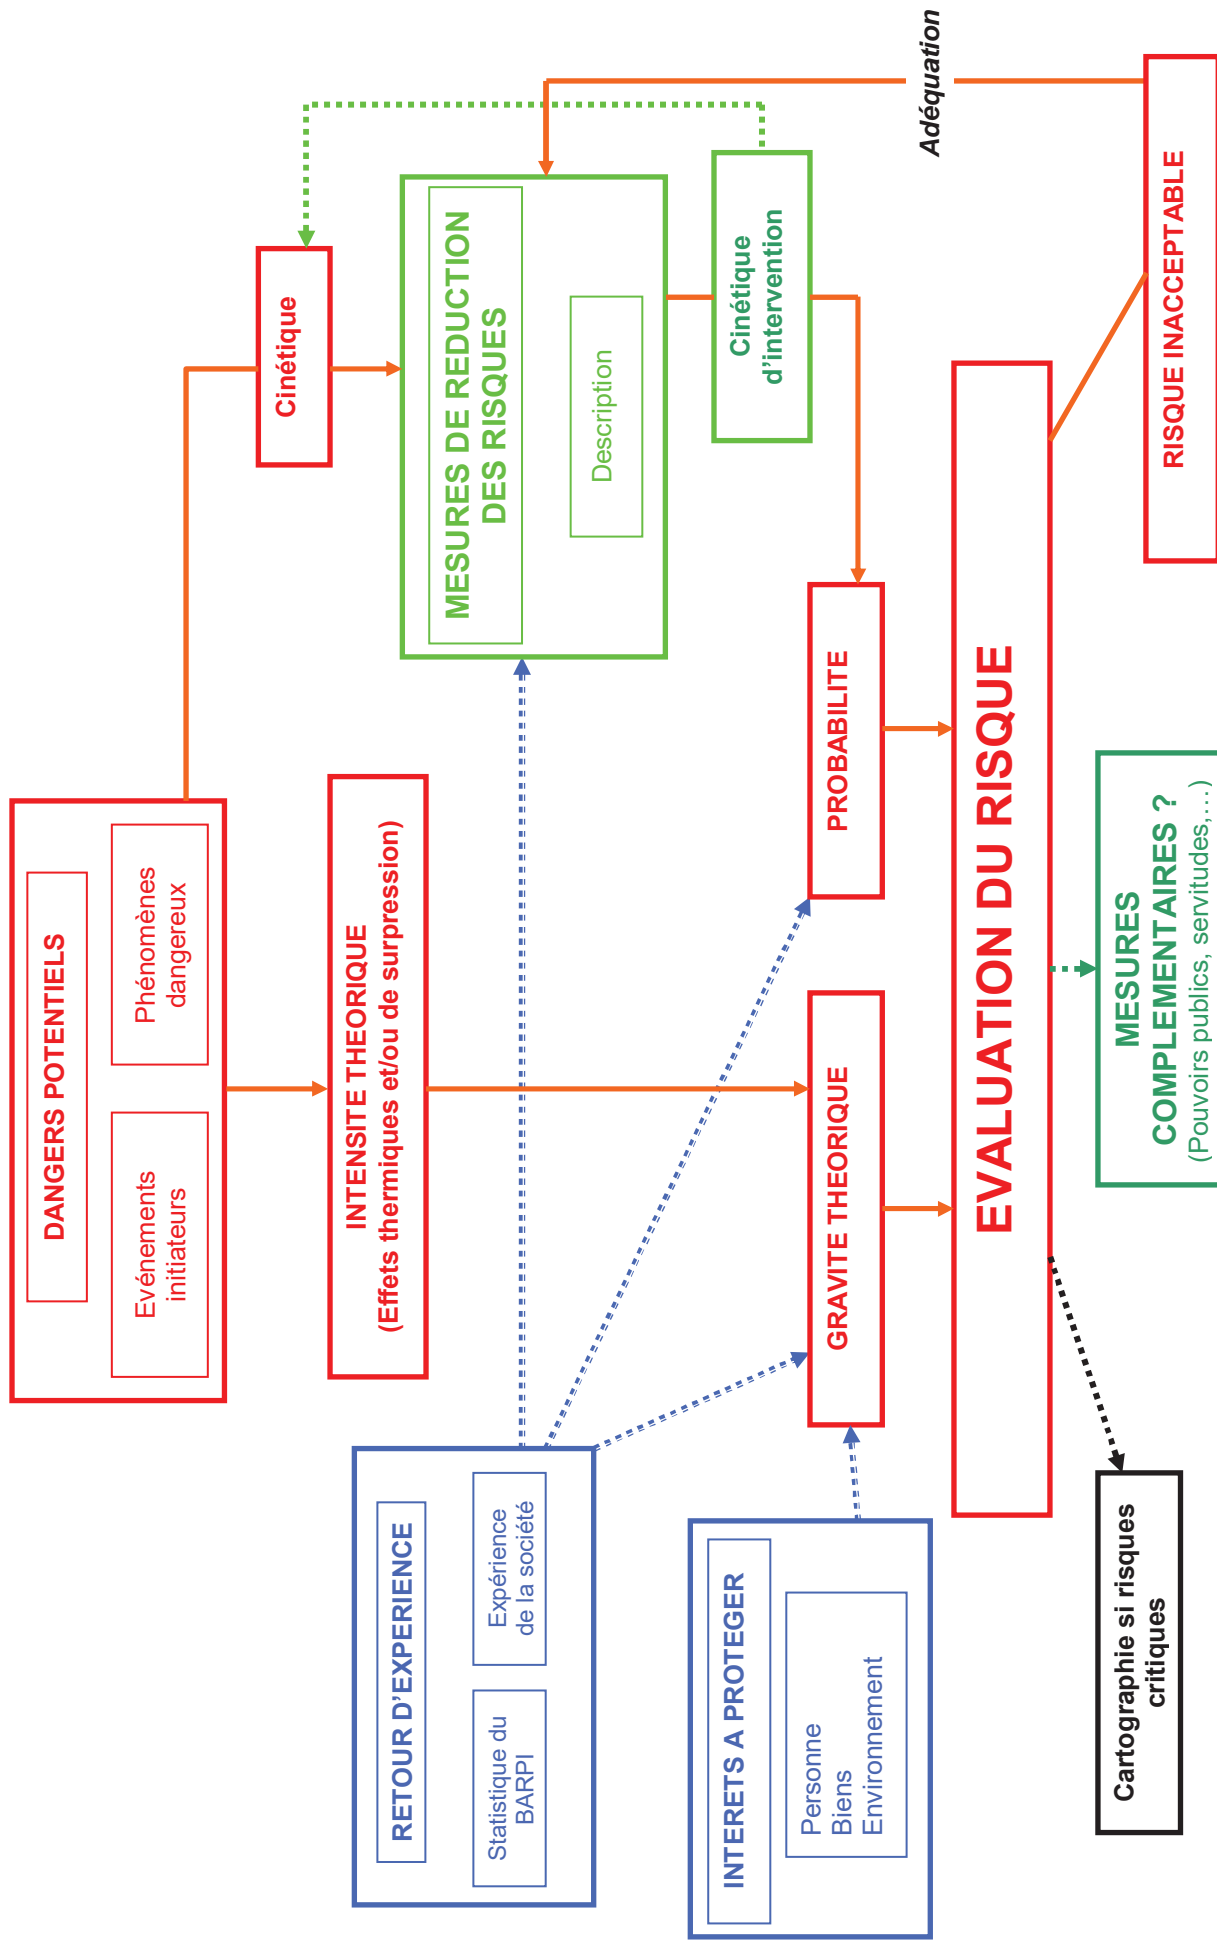 DANGERS POTENTIELS
Evénements
initiateurs
Phénomènes
dangereux
INTENSITE THEORIQUE
(Effets thermiques et/ou de surpression)
Cinétique
RETOUR D'EXPERIENCE
Statistique du
BARPI
Expérience
de la société
MESURES DE REDUCTION
DES RISQUES
Description
INTERETS A PROTEGER
Personne
Biens
Environnement
Cinétique
d'intervention
GRAVITE THEORIQUE
PROBABILITE
Adéquation
EVALUATION DU RISQUE
Cartographie si risques
critiques
MESURES
COMPLEMENTAIRES ?
(Pouvoirs publics, servitudes,…)
RISQUE INACCEPTABLE